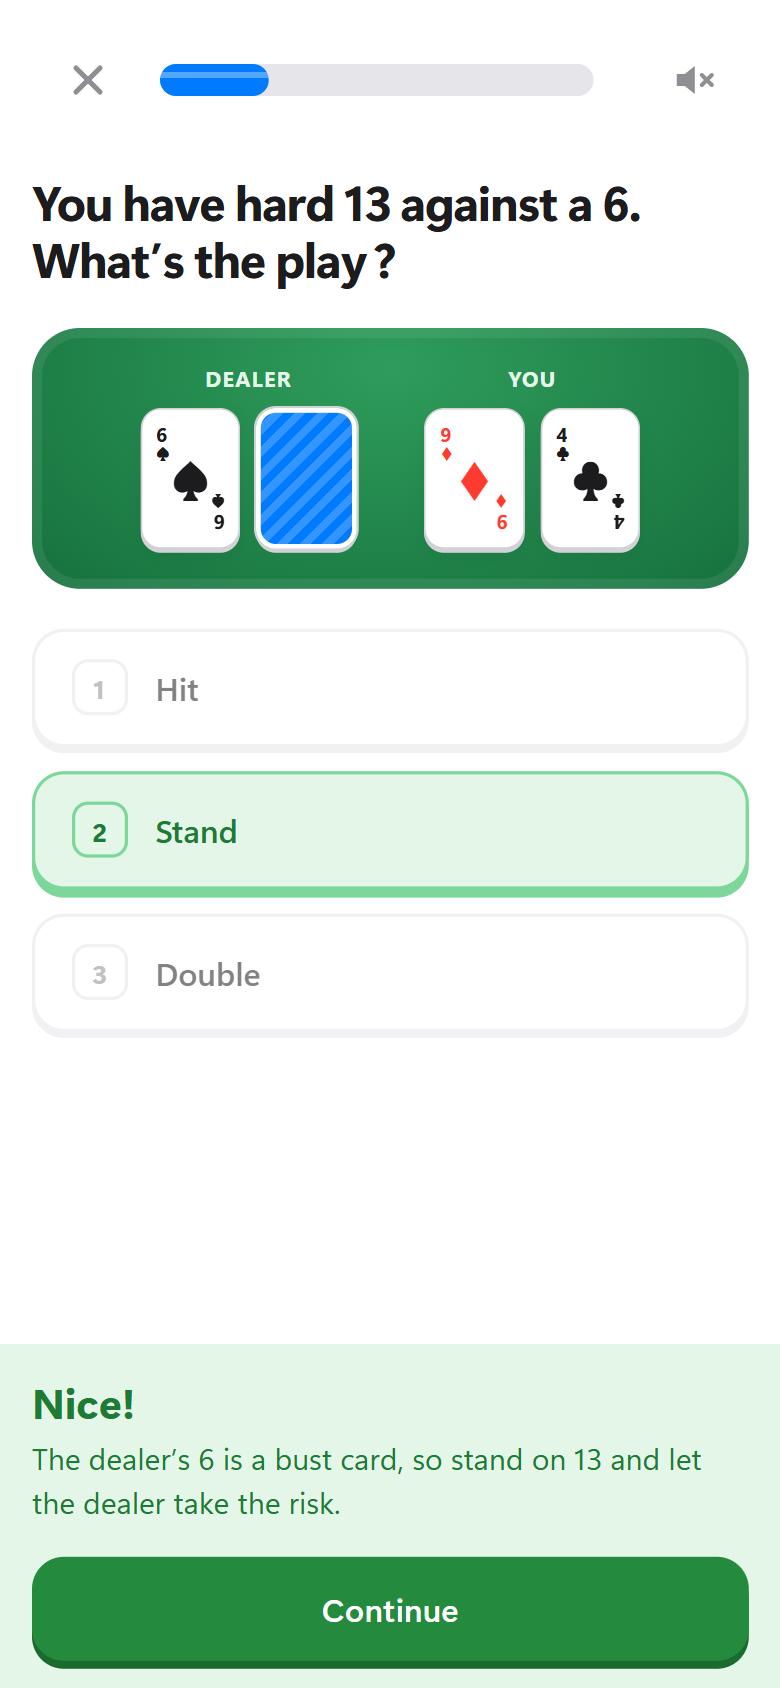 You have hard 13 against a 6.
What's the play?
DEALER
YOU
6
6
9
9
4
4
1
Hit
2
Stand
3
Double
Nice!
The dealer's 6 is a bust card, so stand on 13 and let
the dealer take the risk.
Continue